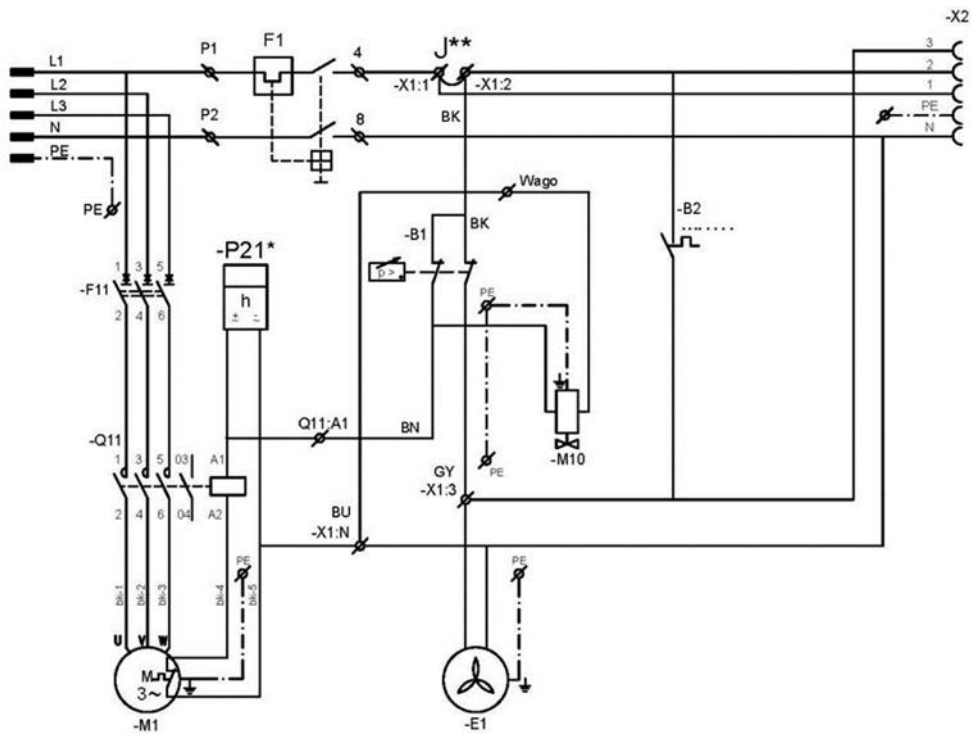 -X2
L1
P1
F1
4
J**
3
-X1:1
-X1:2
2
L2
1
L3
BK
PE
N
P2
8
N
PE
Wago
PE
-B1
BK
-B2
-P21*
p >
1 3 5
-F11
h
PE
2 4 6
± ~
Q11:A1
BN
-Q11
1 3 5 03
A1
-M10
GY
PE
-X1:3
2 4 6 04
A2
BU
-X1:N
PE
PE
bk-1
bk-2
bk-3
bk-4
bk-5
U V W
M
3~
-M1
-E1